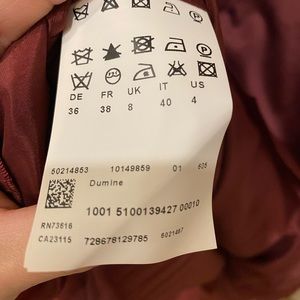 DE FR UK IT US
36 38 8 40 4
50214853 10149859 01 605
Dumine
1001 5100139427 00010
RN73616
CA23115 728678129785 5021487